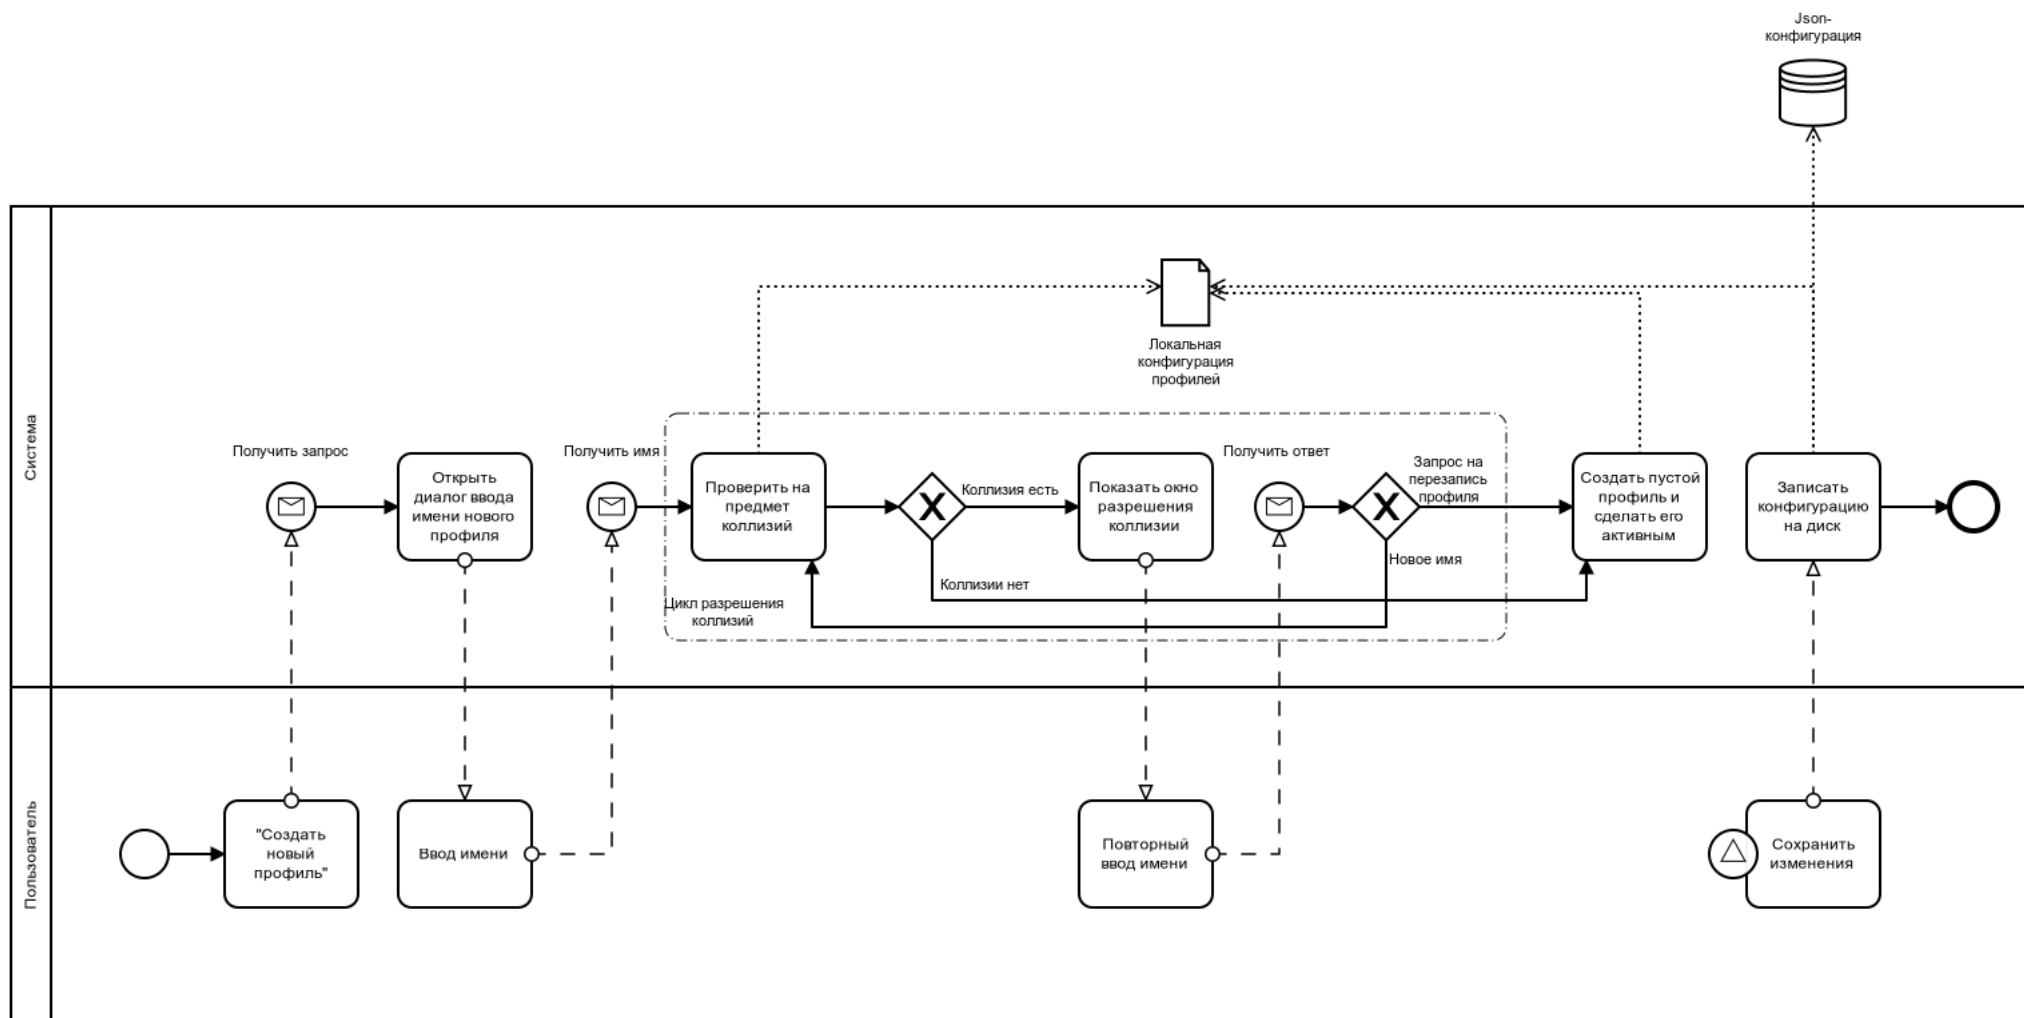 Json-
конфигурация
Локальная
конфигурация
профилей
Система
Получить запрос
Открыть
диалог ввода
имени нового
профиля
Получить имя
Проверить на
предмет
коллизий
Коллизия есть
Коллизии нет
Цикл разрешения
коллизий
Показать окно
разрешения
коллизии
Получить ответ
Запрос на
перезапись
профиля
Новое имя
Создать пустой
профиль и
сделать его
активным
Записать
конфигурацию
на диск
Пользователь
"Создать
новый
профиль"
Ввод имени
Повторный
ввод имени
Сохранить
изменения